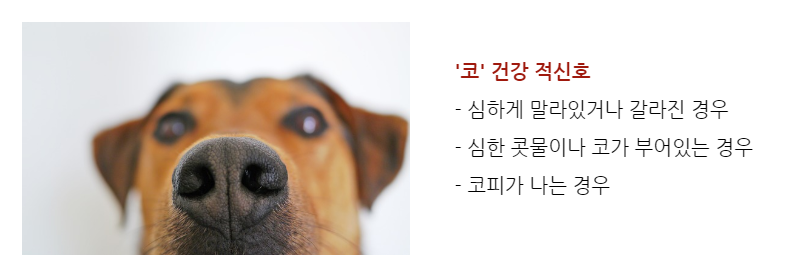 '코' 건강 적신호
- 심하게 말라있거나 갈라진 경우
- 심한 콧물이나 코가 부어있는 경우
- 코피가 나는 경우